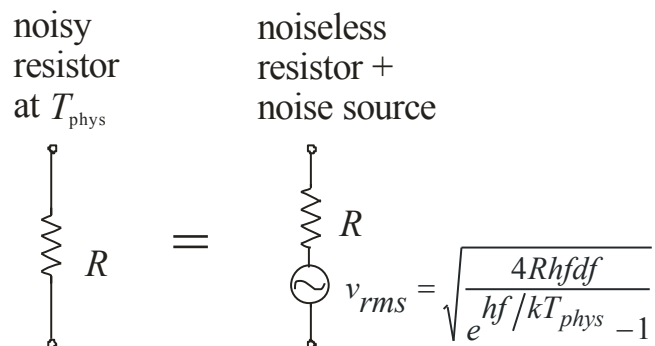 noisy
resistor
at T_phys
noiseless
resistor +
noise source
R
=
R
v_rms = √(4Rhfdf / (e^(hf/kT_phys) −1))